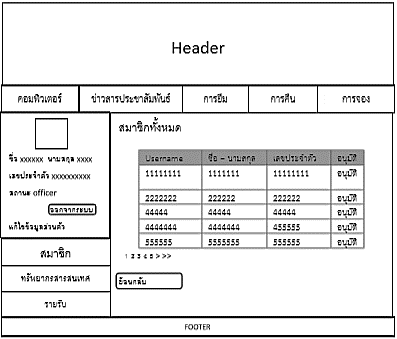 Header
คอมพิวเตอร์ ข่าวสารประชาสัมพันธ์ การยืม การคืน การจอง
ชื่อ xxxxxx นามสกุล xxxx
เลขประจำตัว xxxxxxxxxx
สถานะ officer
ออกจากระบบ
แก้ไขข้อมูลส่วนตัว
สมาชิก
ทรัพยากรสารสนเทศ
รายรับ
สมาชิกทั้งหมด
Username ชื่อ – นามสกุล เลขประจำตัว อนุมัติ
11111111 1111111 11111111 อนุมัติ
2222222 222222 222222 อนุมัติ
44444 44444 44444 อนุมัติ
4444444 4444444 455555 อนุมัติ
555555 5555555 555555 อนุมัติ
1 2 3 4 5 > > >
ย้อนกลับ
FOOTER